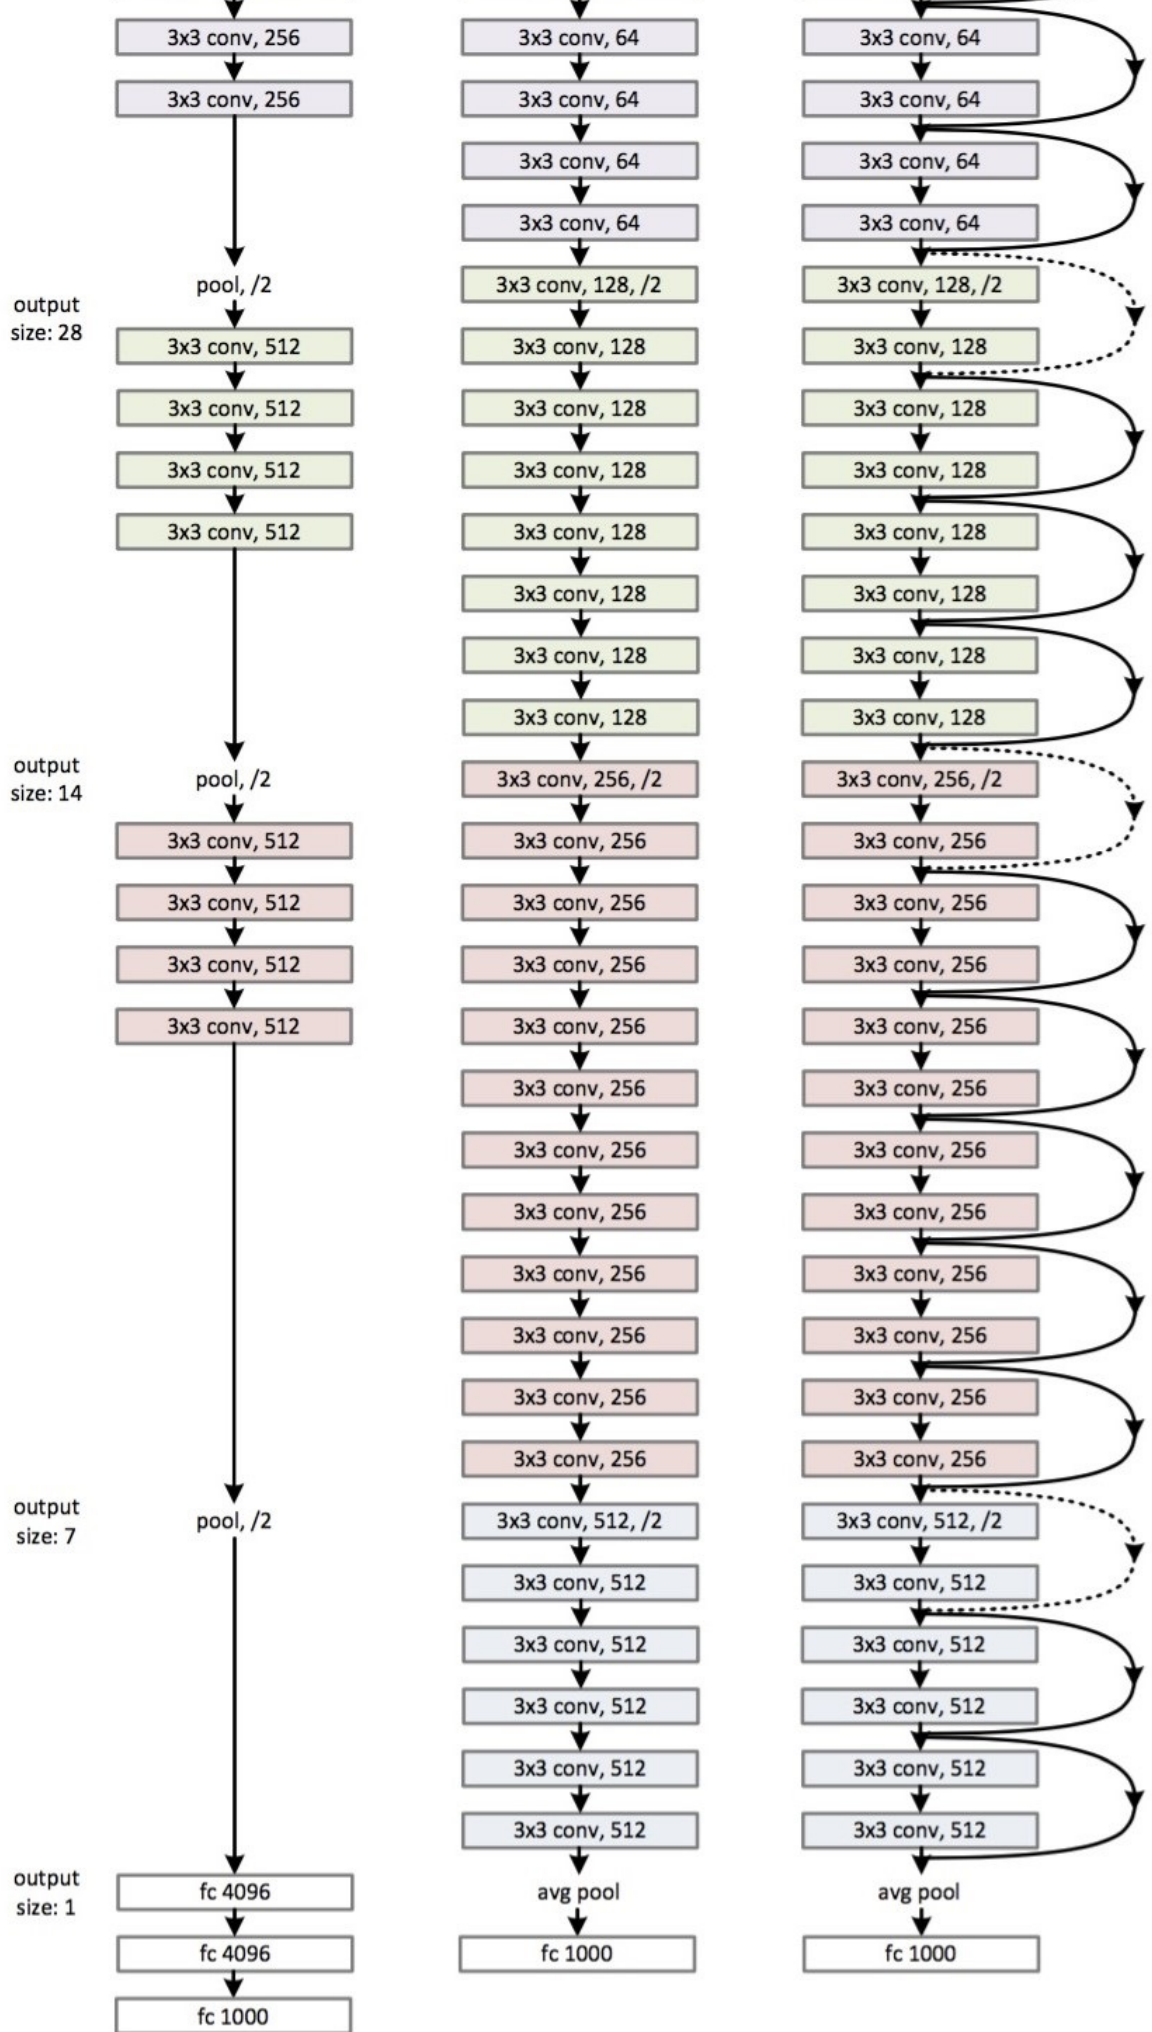 3x3 conv, 256
3x3 conv, 256
pool, /2
output
size: 28
3x3 conv, 512
3x3 conv, 512
3x3 conv, 512
3x3 conv, 512
output
size: 14
pool, /2
3x3 conv, 512
3x3 conv, 512
3x3 conv, 512
3x3 conv, 512
output
size: 7
pool, /2
output
size: 1
fc 4096
fc 4096
fc 1000
3x3 conv, 64
3x3 conv, 64
3x3 conv, 64
3x3 conv, 64
3x3 conv, 128, /2
3x3 conv, 128
3x3 conv, 128
3x3 conv, 128
3x3 conv, 128
3x3 conv, 128
3x3 conv, 128
3x3 conv, 128
3x3 conv, 256, /2
3x3 conv, 256
3x3 conv, 256
3x3 conv, 256
3x3 conv, 256
3x3 conv, 256
3x3 conv, 256
3x3 conv, 256
3x3 conv, 256
3x3 conv, 256
3x3 conv, 256
3x3 conv, 256
3x3 conv, 512, /2
3x3 conv, 512
3x3 conv, 512
3x3 conv, 512
3x3 conv, 512
3x3 conv, 512
avg pool
fc 1000
3x3 conv, 64
3x3 conv, 64
3x3 conv, 64
3x3 conv, 64
3x3 conv, 128, /2
3x3 conv, 128
3x3 conv, 128
3x3 conv, 128
3x3 conv, 128
3x3 conv, 128
3x3 conv, 128
3x3 conv, 128
3x3 conv, 256, /2
3x3 conv, 256
3x3 conv, 256
3x3 conv, 256
3x3 conv, 256
3x3 conv, 256
3x3 conv, 256
3x3 conv, 256
3x3 conv, 256
3x3 conv, 256
3x3 conv, 256
3x3 conv, 256
3x3 conv, 512, /2
3x3 conv, 512
3x3 conv, 512
3x3 conv, 512
3x3 conv, 512
3x3 conv, 512
avg pool
fc 1000